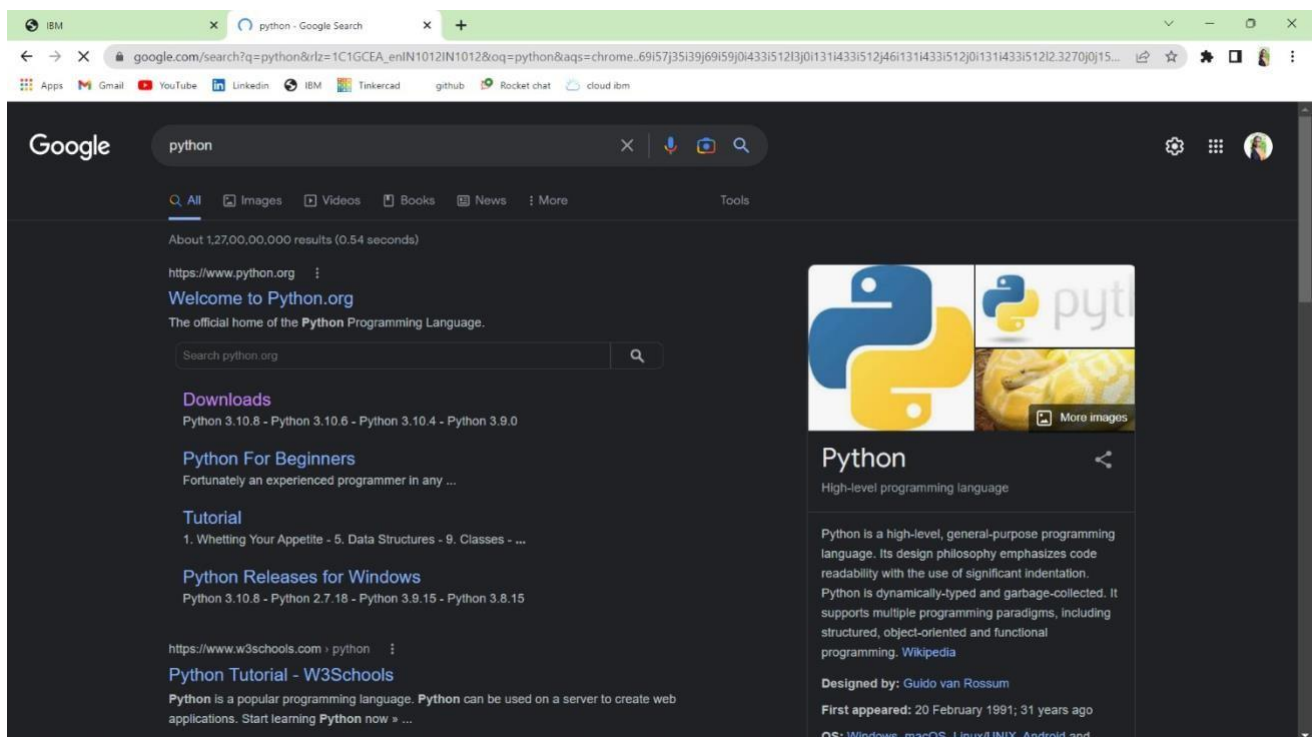 IBM
python - Google Search
google.com/search?q=python&rlz=1C1GCEA_enIN1012IN1012&oq=python&aqs=chrome..69i57j35i39j69i59j0i433i512l3j0i131i433i512j46i131i433i512j0i131i433i512l2.3270j0j15...
Apps Gmail YouTube Linkedin IBM Tinkercad github Rocket chat cloud ibm
Google
python
All Images Videos Books News More Tools
About 1,27,00,00,000 results (0.54 seconds)
https://www.python.org
Welcome to Python.org
The official home of the Python Programming Language.
Search python.org
Downloads
Python 3.10.8 - Python 3.10.6 - Python 3.10.4 - Python 3.9.0
Python For Beginners
Fortunately an experienced programmer in any ...
Tutorial
1. Whetting Your Appetite - 5. Data Structures - 9. Classes - ...
Python Releases for Windows
Python 3.10.8 - Python 2.7.18 - Python 3.9.15 - Python 3.8.15
https://www.w3schools.com › python
Python Tutorial - W3Schools
Python is a popular programming language. Python can be used on a server to create web
applications. Start learning Python now » ...
pyt
More images
Python
High-level programming language
Python is a high-level, general-purpose programming
language. Its design philosophy emphasizes code
readability with the use of significant indentation.
Python is dynamically-typed and garbage-collected. It
supports multiple programming paradigms, including
structured, object-oriented and functional
programming. Wikipedia
Designed by: Guido van Rossum
First appeared: 20 February 1991; 31 years ago
OS: Windows, macOS, Linux/UNIX, Android and